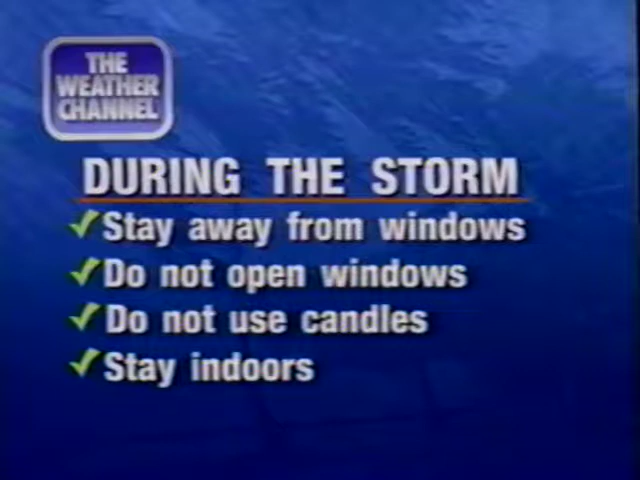 THE
WEATHER
CHANNEL
DURING THE STORM
Stay away from windows
Do not open windows
Do not use candles
Stay indoors